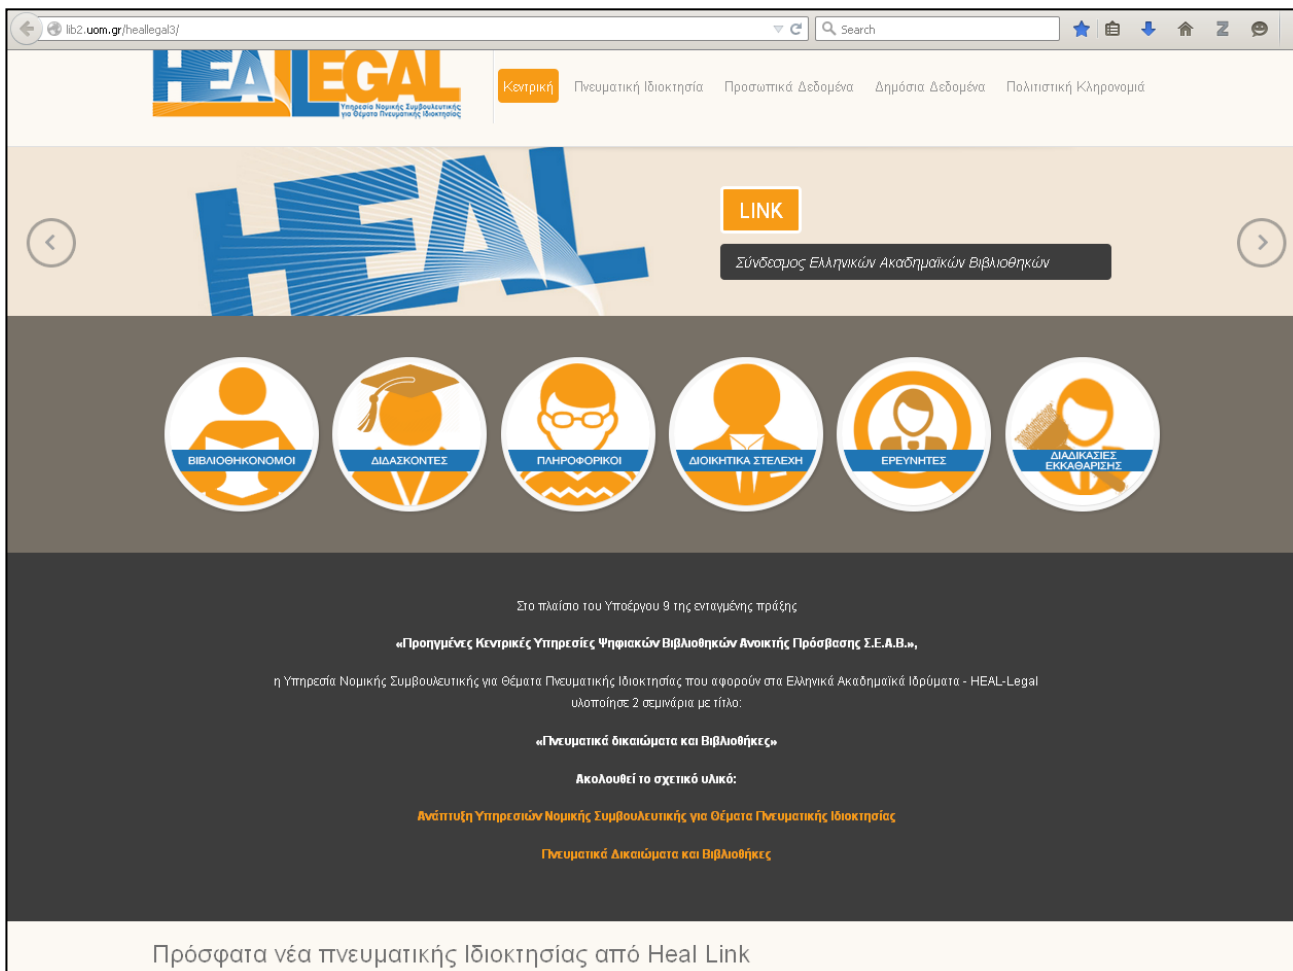 lib2.uom.gr/heallegal3/
Search
HEAL LEGAL
Υπηρεσία Νομικής Συμβουλευτικής
για Θέματα Πνευματικής Ιδιοκτησίας
Κεντρική Πνευματική Ιδιοκτησία Προσωπικά Δεδομένα Δημόσια Δεδομένα Πολιτιστική Κληρονομιά
HEAL
LINK
Σύνδεσμος Ελληνικών Ακαδημαϊκών Βιβλιοθηκών
ΒΙΒΛΙΟΘΗΚΟΝΟΜΟΙ
ΔΙΔΑΣΚΟΝΤΕΣ
ΠΛΗΡΟΦΟΡΙΚΟΙ
ΔΙΟΙΚΗΤΙΚΑ ΣΤΕΛΕΧΗ
ΕΡΕΥΝΗΤΕΣ
ΔΙΑΔΙΚΑΣΙΕΣ
ΕΚΚΑΘΑΡΙΣΗΣ
Στο πλαίσιο του Υποέργου 9 της ενταγμένης πράξης
«Προηγμένες Κεντρικές Υπηρεσίες Ψηφιακών Βιβλιοθηκών Ανοικτής Πρόσβασης Σ.Ε.Α.Β.»,
η Υπηρεσία Νομικής Συμβουλευτικής για Θέματα Πνευματικής Ιδιοκτησίας που αφορούν στα Ελληνικά Ακαδημαϊκά Ιδρύματα - HEAL-Legal
υλοποίησε 2 σεμινάρια με τίτλο:
«Πνευματικά δικαιώματα και Βιβλιοθήκες»
Ακολουθεί το σχετικό υλικό:
Ανάπτυξη Υπηρεσιών Νομικής Συμβουλευτικής για Θέματα Πνευματικής Ιδιοκτησίας
Πνευματικά Δικαιώματα και Βιβλιοθήκες
Πρόσφατα νέα πνευματικής Ιδιοκτησίας από Heal Link